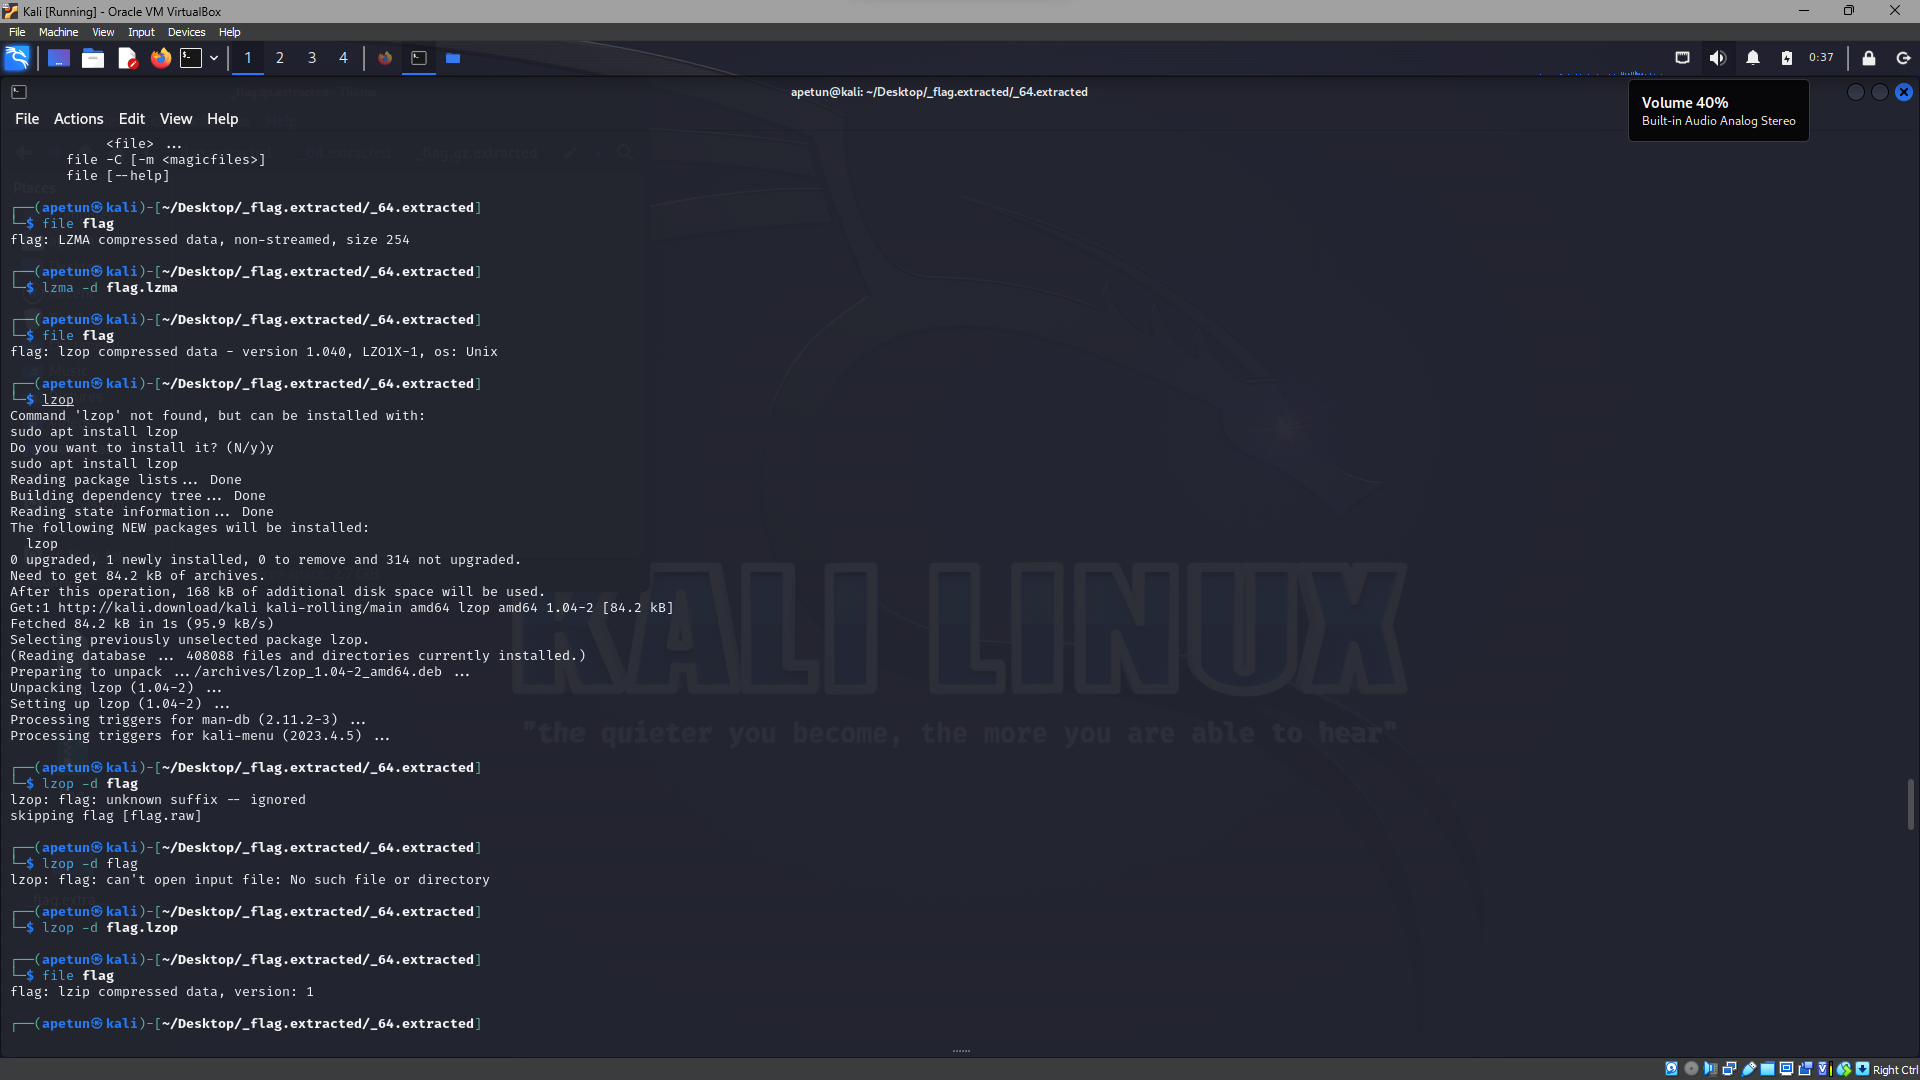 Kali [Running] - Oracle VM VirtualBox
File Machine View Input Devices Help
1 2 3 4
0:37
apetun@kali: ~/Desktop/_flag.extracted/_64.extracted
Volume 40%
Built-in Audio Analog Stereo
File Actions Edit View Help
<file> ...
file -C [-m <magicfiles>]
file [--help]
┌──(apetun㉿kali)-[~/Desktop/_flag.extracted/_64.extracted]
└─$ file flag
flag: LZMA compressed data, non-streamed, size 254
┌──(apetun㉿kali)-[~/Desktop/_flag.extracted/_64.extracted]
└─$ lzma -d flag.lzma
┌──(apetun㉿kali)-[~/Desktop/_flag.extracted/_64.extracted]
└─$ file flag
flag: lzop compressed data - version 1.040, LZO1X-1, os: Unix
┌──(apetun㉿kali)-[~/Desktop/_flag.extracted/_64.extracted]
└─$ lzop
Command 'lzop' not found, but can be installed with:
sudo apt install lzop
Do you want to install it? (N/y)y
sudo apt install lzop
Reading package lists... Done
Building dependency tree... Done
Reading state information... Done
The following NEW packages will be installed:
lzop
0 upgraded, 1 newly installed, 0 to remove and 314 not upgraded.
Need to get 84.2 kB of archives.
After this operation, 168 kB of additional disk space will be used.
Get:1 http://kali.download/kali kali-rolling/main amd64 lzop amd64 1.04-2 [84.2 kB]
Fetched 84.2 kB in 1s (95.9 kB/s)
Selecting previously unselected package lzop.
(Reading database ... 408088 files and directories currently installed.)
Preparing to unpack .../archives/lzop_1.04-2_amd64.deb ...
Unpacking lzop (1.04-2) ...
Setting up lzop (1.04-2) ...
Processing triggers for man-db (2.11.2-3) ...
Processing triggers for kali-menu (2023.4.5) ...
KALI LINUX
"the quieter you become, the more you are able to hear"
┌──(apetun㉿kali)-[~/Desktop/_flag.extracted/_64.extracted]
└─$ lzop -d flag
lzop: flag: unknown suffix -- ignored
skipping flag [flag.raw]
┌──(apetun㉿kali)-[~/Desktop/_flag.extracted/_64.extracted]
└─$ lzop -d flag
lzop: flag: can't open input file: No such file or directory
┌──(apetun㉿kali)-[~/Desktop/_flag.extracted/_64.extracted]
└─$ lzop -d flag.lzop
┌──(apetun㉿kali)-[~/Desktop/_flag.extracted/_64.extracted]
└─$ file flag
flag: lzip compressed data, version: 1
┌──(apetun㉿kali)-[~/Desktop/_flag.extracted/_64.extracted]
Right Ctrl